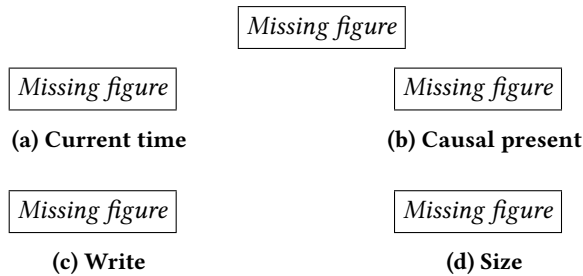 Missing figure
Missing figure Missing figure
(a) Current time (b) Causal present
Missing figure Missing figure
(c) Write (d) Size